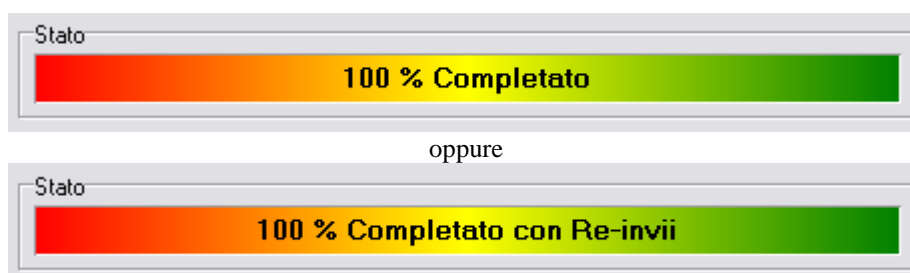 Stato
100 % Completato
oppure
Stato
100 % Completato con Re-invii